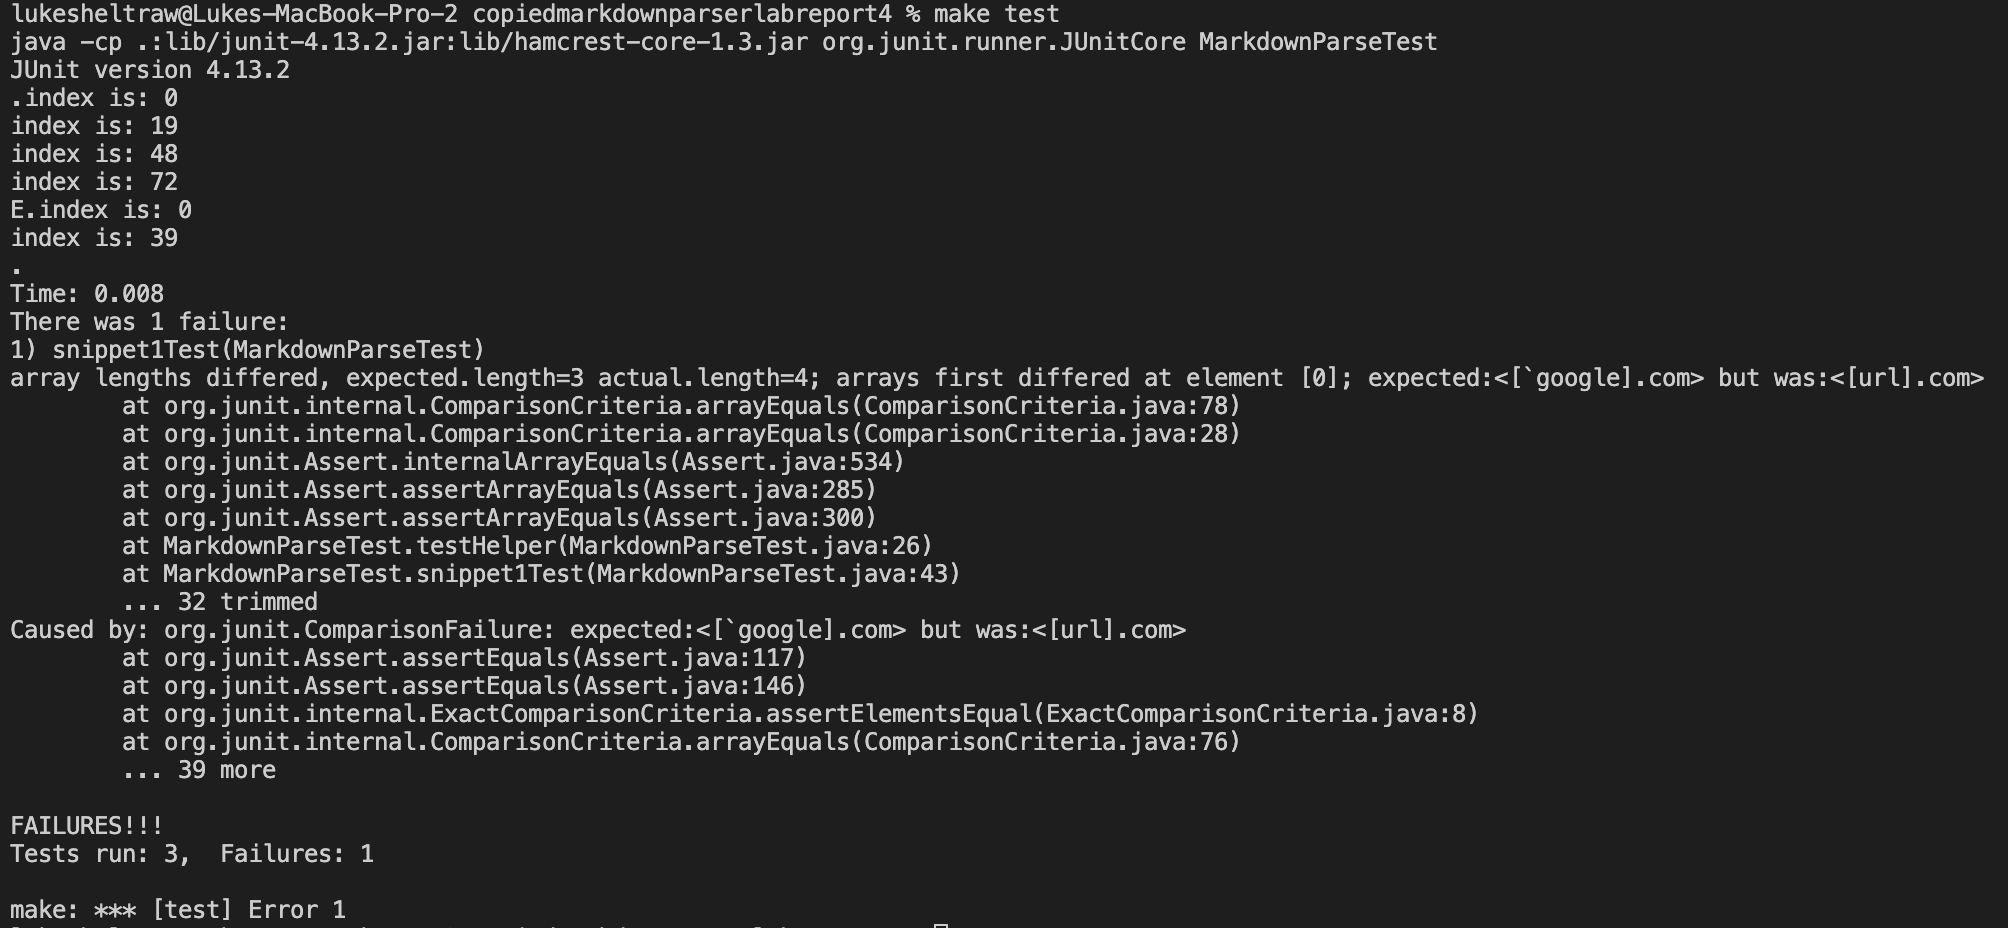 lukesheltraw@Lukes-MacBook-Pro-2 copiedmarkdownparserlabreport4 % make test
java -cp .:lib/junit-4.13.2.jar:lib/hamcrest-core-1.3.jar org.junit.runner.JUnitCore MarkdownParseTest
JUnit version 4.13.2
.index is: 0
index is: 19
index is: 48
index is: 72
E.index is: 0
index is: 39
.
Time: 0.008
There was 1 failure:
1) snippet1Test(MarkdownParseTest)
array lengths differed, expected.length=3 actual.length=4; arrays first differed at element [0]; expected:<[`google].com> but was:<[url].com>
        at org.junit.internal.ComparisonCriteria.arrayEquals(ComparisonCriteria.java:78)
        at org.junit.internal.ComparisonCriteria.arrayEquals(ComparisonCriteria.java:28)
        at org.junit.Assert.internalArrayEquals(Assert.java:534)
        at org.junit.Assert.assertArrayEquals(Assert.java:285)
        at org.junit.Assert.assertArrayEquals(Assert.java:300)
        at MarkdownParseTest.testHelper(MarkdownParseTest.java:26)
        at MarkdownParseTest.snippet1Test(MarkdownParseTest.java:43)
        ... 32 trimmed
Caused by: org.junit.ComparisonFailure: expected:<[`google].com> but was:<[url].com>
        at org.junit.Assert.assertEquals(Assert.java:117)
        at org.junit.Assert.assertEquals(Assert.java:146)
        at org.junit.internal.ExactComparisonCriteria.assertElementsEqual(ExactComparisonCriteria.java:8)
        at org.junit.internal.ComparisonCriteria.arrayEquals(ComparisonCriteria.java:76)
        ... 39 more
FAILURES!!!
Tests run: 3,  Failures: 1
make: *** [test] Error 1